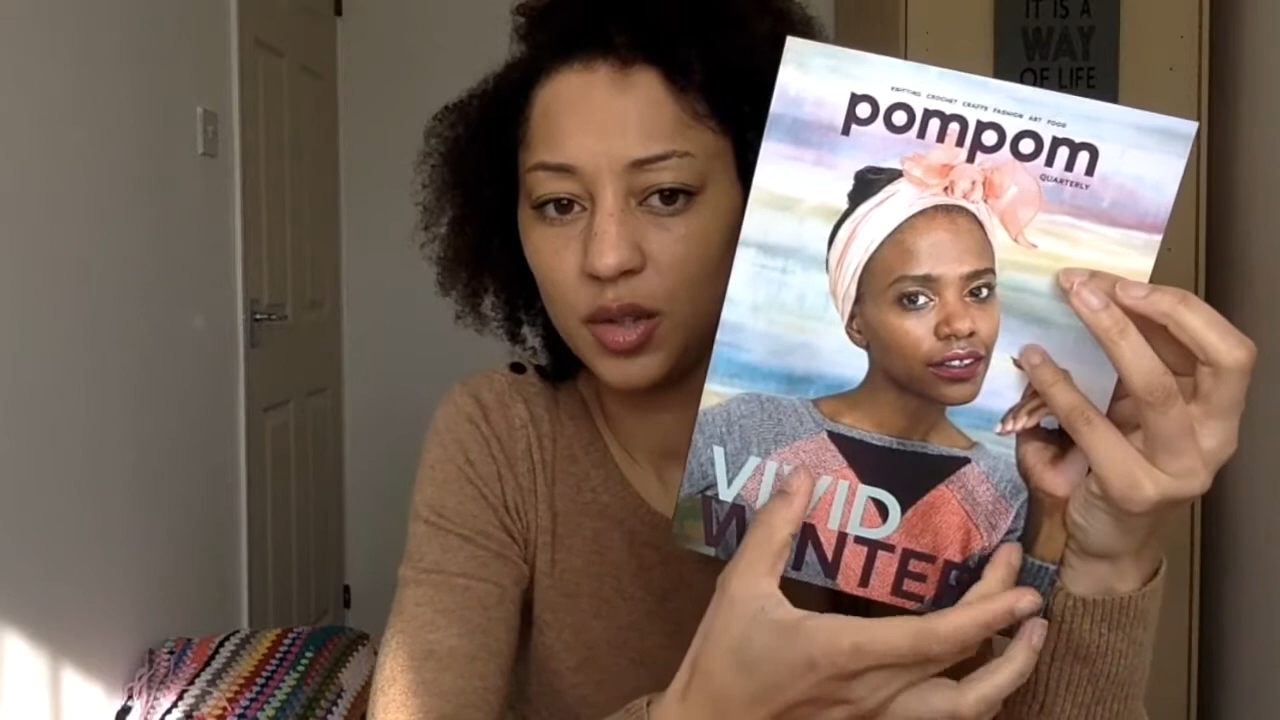 IT IS A
WAY
OF LIFE
KNITTING CROCHET CRAFTS FASHION ART FOOD
pompom
QUARTERLY
VIVID
WINTER